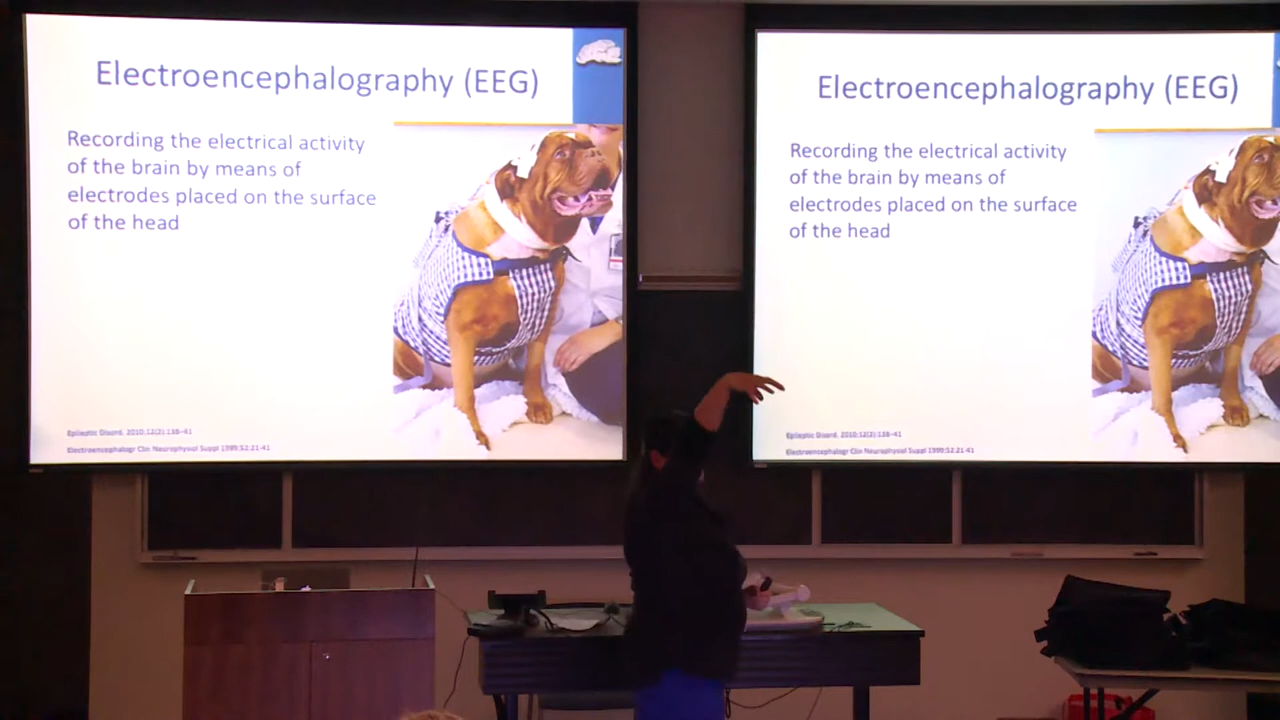 Electroencephalography (EEG)
Recording the electrical activity
of the brain by means of
electrodes placed on the surface
of the head
Epileptic Disord. 2010;12(2):138-41
Electroencephalogr Clin Neurophysiol Suppl 1999;52:21-41
Electroencephalography (EEG)
Recording the electrical activity
of the brain by means of
electrodes placed on the surface
of the head
Epileptic Disord. 2010;12(2):138-41
Electroencephalogr Clin Neurophysiol Suppl 1999;52:21-41